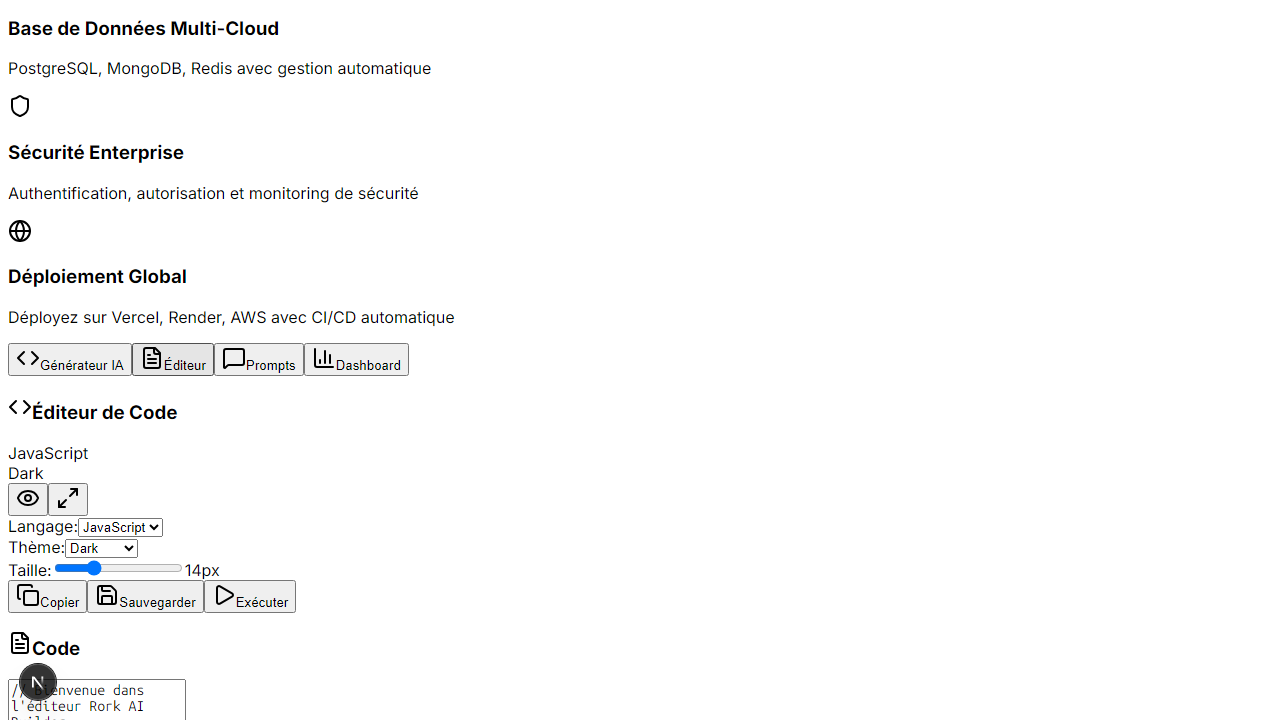 Base de Données Multi-Cloud
PostgreSQL, MongoDB, Redis avec gestion automatique
Sécurité Enterprise
Authentification, autorisation et monitoring de sécurité
Déploiement Global
Déployez sur Vercel, Render, AWS avec CI/CD automatique
Générateur IA Éditeur Prompts Dashboard
Éditeur de Code
JavaScript
Dark
Langage: JavaScript
Thème: Dark
Taille: 14px
Copier Sauvegarder Exécuter
Code
N
// Bienvenue dans
l'éditeur Rork AI
Builder